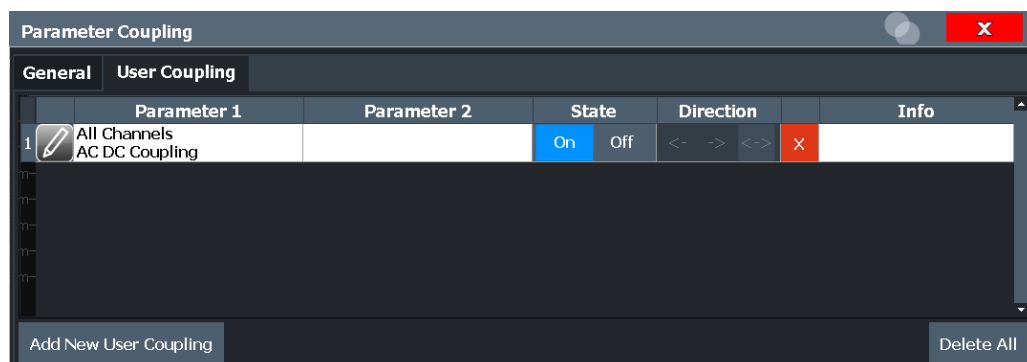 Parameter Coupling
X
General User Coupling
Parameter 1 Parameter 2 State Direction Info
1 All Channels
AC DC Coupling
On Off <- -> <-> X
Add New User Coupling Delete All